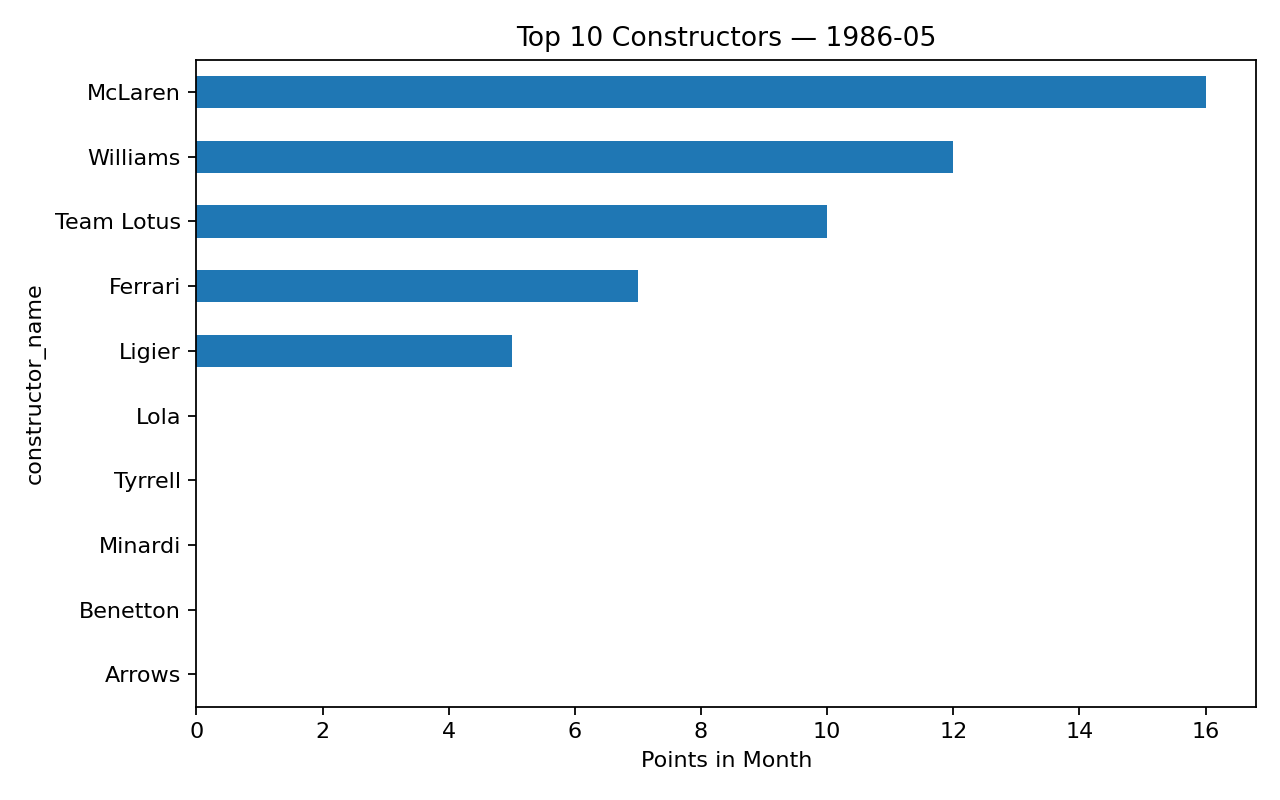 Top 10 Constructors — 1986-05
McLaren
Williams
Team Lotus
Ferrari
Ligier
Lola
Tyrrell
Minardi
Benetton
Arrows
constructor_name
0 2 4 6 8 10 12 14 16
Points in Month